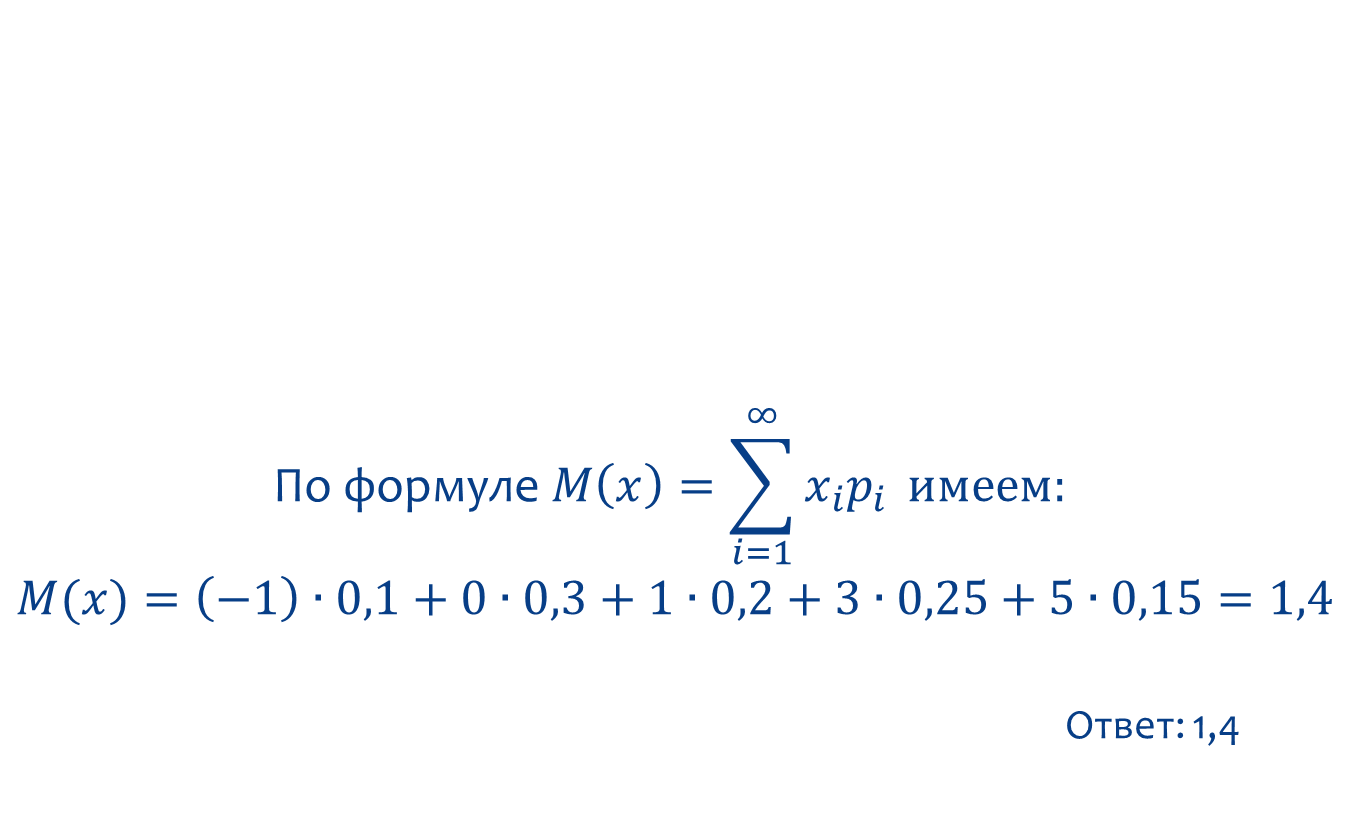 По формуле M(x) = ∑_{i=1}^{∞} x_i p_i имеем:
M(x) = (−1) · 0,1 + 0 · 0,3 + 1 · 0,2 + 3 · 0,25 + 5 · 0,15 = 1,4
Ответ: 1,4